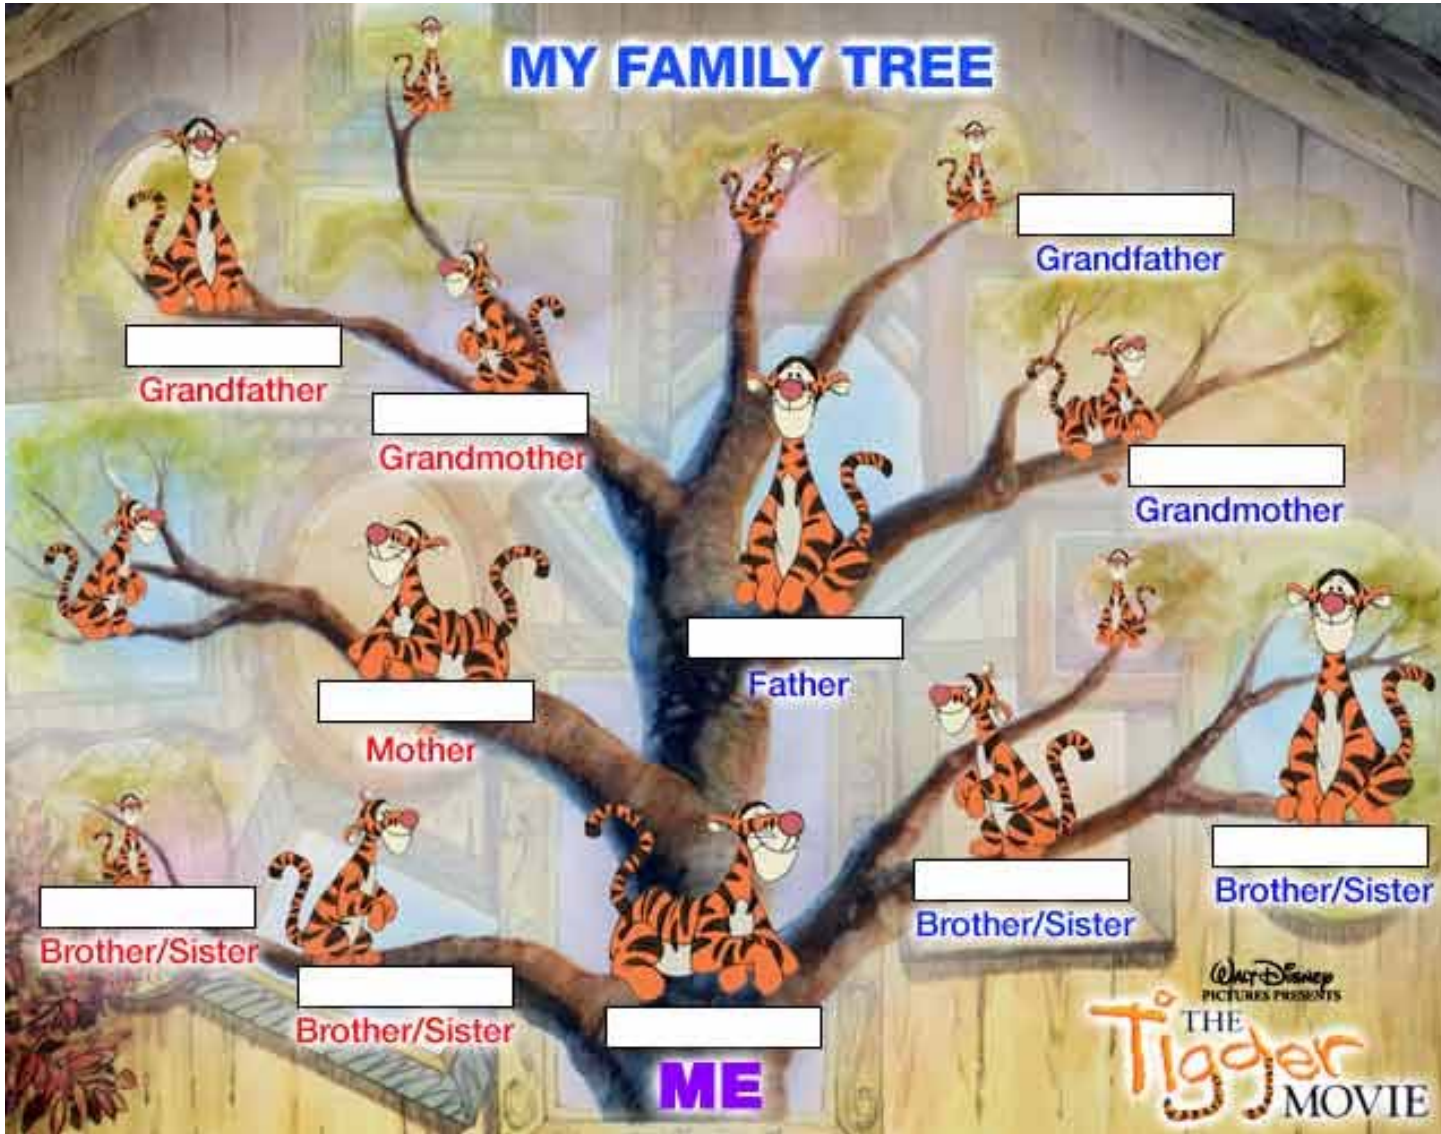 MY FAMILY TREE
Grandfather
Grandfather
Grandmother
Grandmother
Father
Mother
Brother/Sister
Brother/Sister
Brother/Sister
Brother/Sister
ME
WALT DISNEY
PICTURES PRESENTS
THE
Tigger
MOVIE